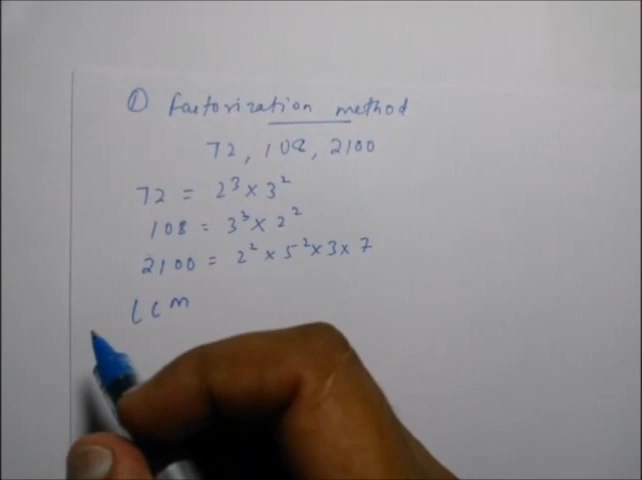 ① Factorization method
72, 108, 2100
72 = 2³ × 3²
108 = 3³ × 2²
2100 = 2² × 5² × 3 × 7
LCM